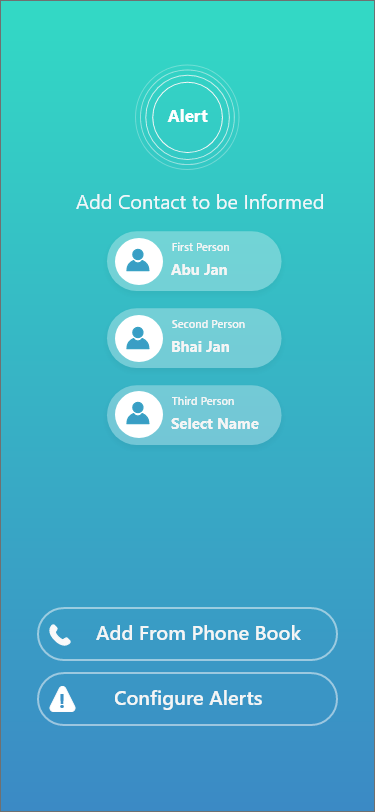 Alert
Add Contact to be Informed
First Person
Abu Jan
Second Person
Bhai Jan
Third Person
Select Name
Add From Phone Book
Configure Alerts